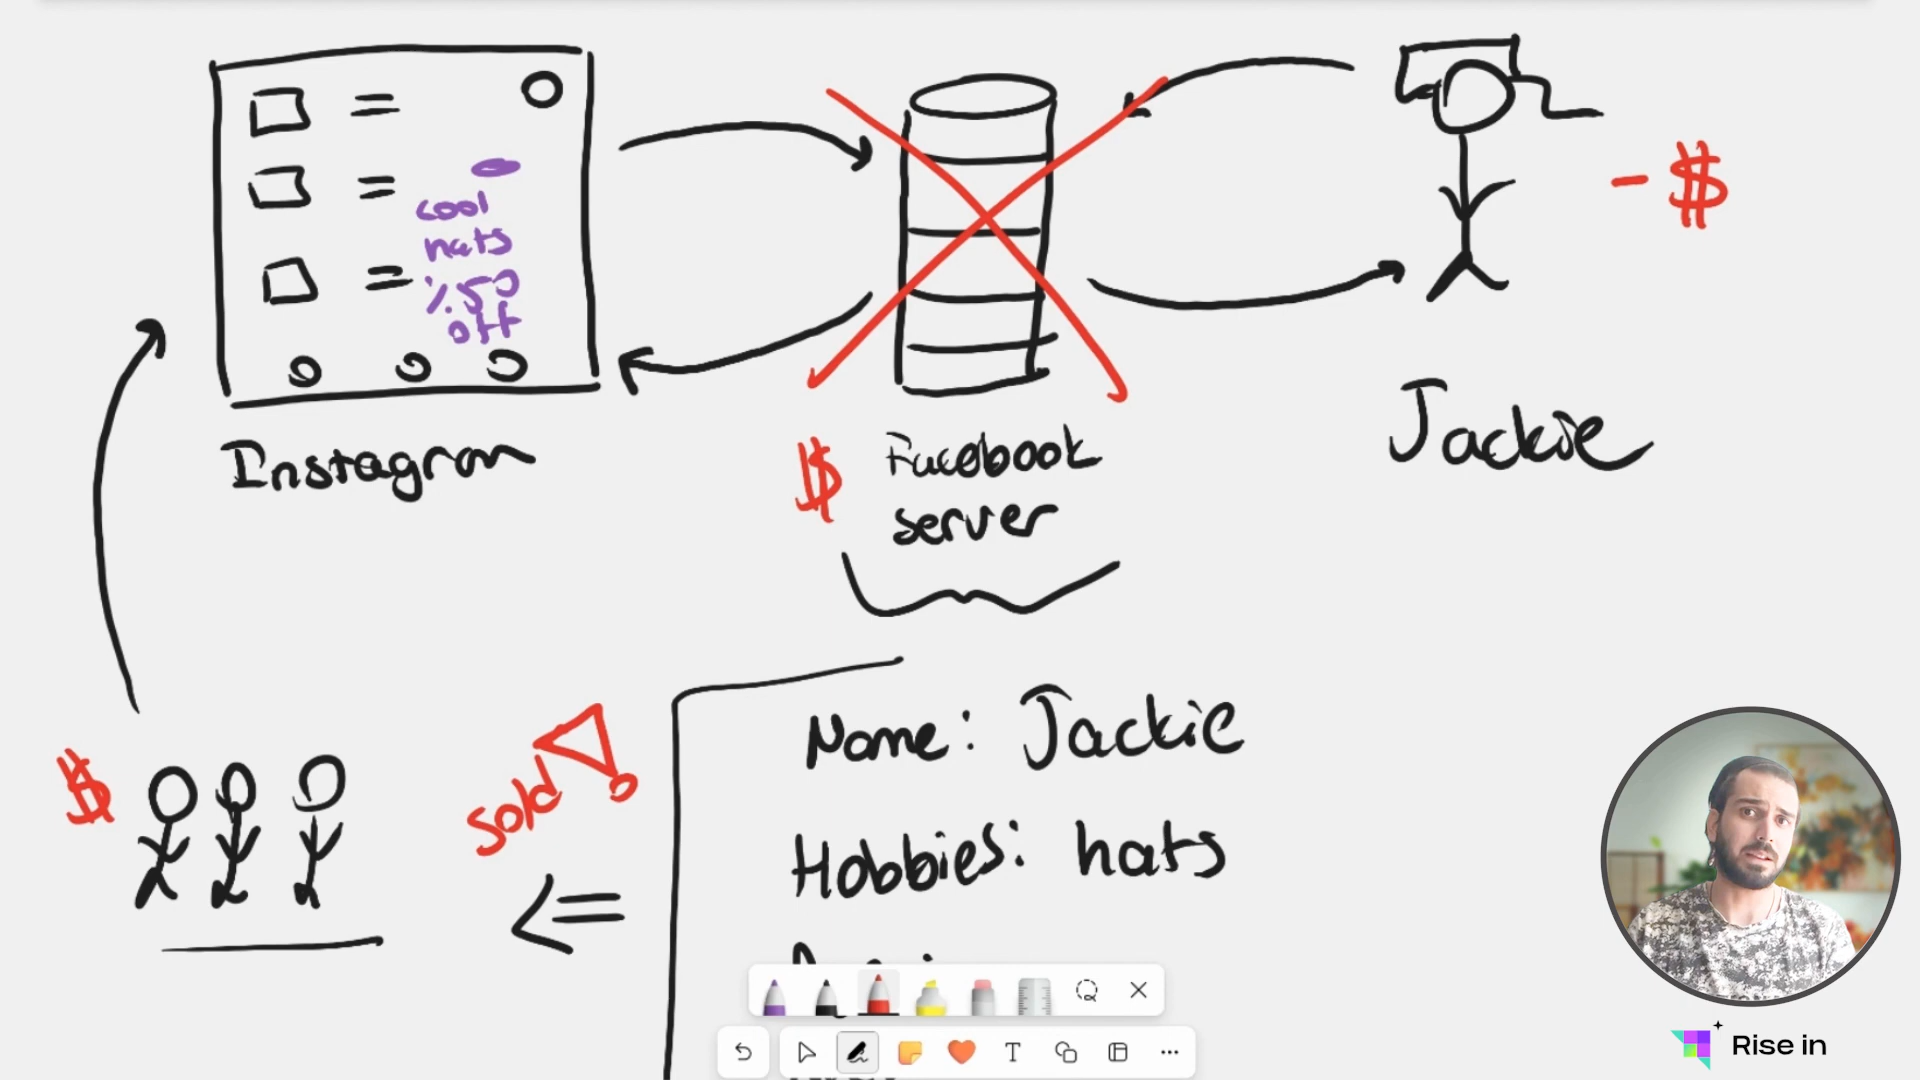 cool
hats
%50
off
Instagram
- $
$
Facebook
server
Jackie
$
sold
Name: Jackie
Hobbies: hats
T
Rise in